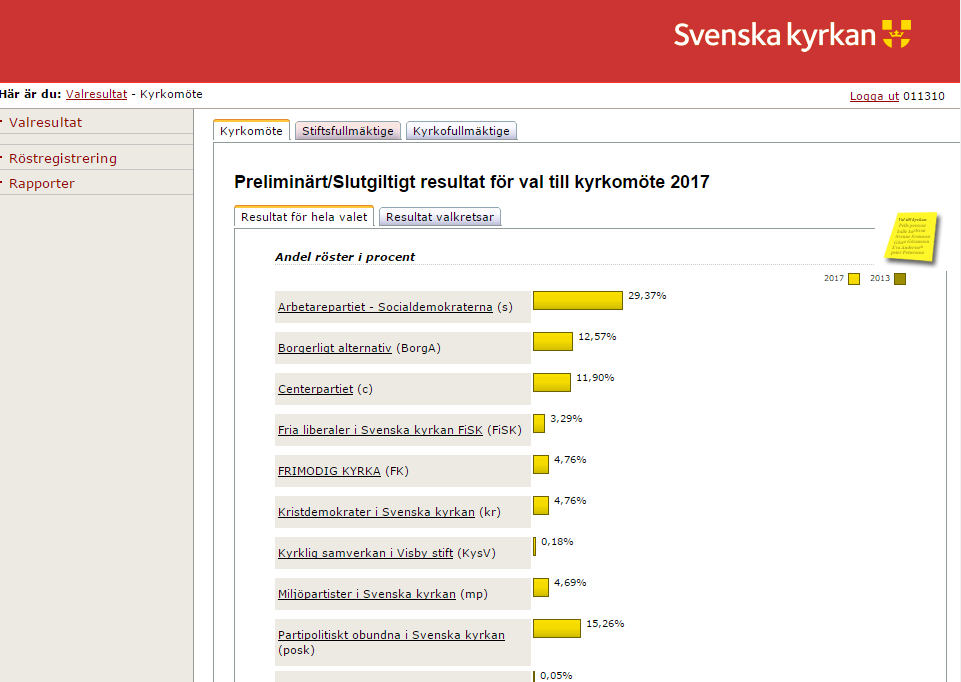 Svenska kyrkan
Här är du: Valresultat - Kyrkomöte
Logga ut 011310
Valresultat
Röstregistrering
Rapporter
Kyrkomöte Stiftsfullmäktige Kyrkofullmäktige
Preliminärt/Slutgiltigt resultat för val till kyrkomöte 2017
Resultat för hela valet Resultat valkretsar
Val till kyrkan
Andel röster i procent
2017 2013
Arbetarepartiet - Socialdemokraterna (s) 29,37%
Borgerligt alternativ (BorgA) 12,57%
Centerpartiet (c) 11,90%
Fria liberaler i Svenska kyrkan FiSK (FiSK) 3,29%
FRIMODIG KYRKA (FK) 4,76%
Kristdemokrater i Svenska kyrkan (kr) 4,76%
Kyrklig samverkan i Visby stift (KysV) 0,18%
Miljöpartister i Svenska kyrkan (mp) 4,69%
Partipolitiskt obundna i Svenska kyrkan 15,26%
(posk)
0,05%